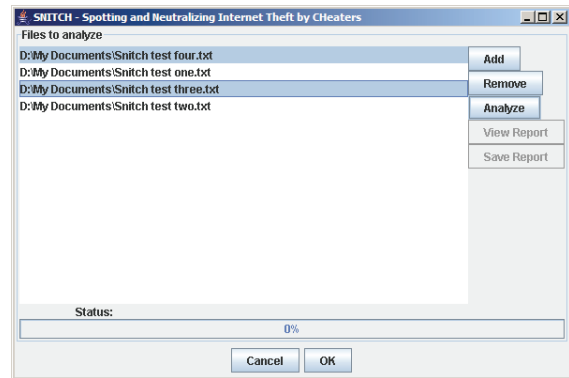 SNITCH - Spotting and Neutralizing Internet Theft by CHeaters
Files to analyze
D:\My Documents\Snitch test four.txt
D:\My Documents\Snitch test one.txt
D:\My Documents\Snitch test three.txt
D:\My Documents\Snitch test two.txt
Add
Remove
Analyze
View Report
Save Report
Status:
0%
Cancel OK